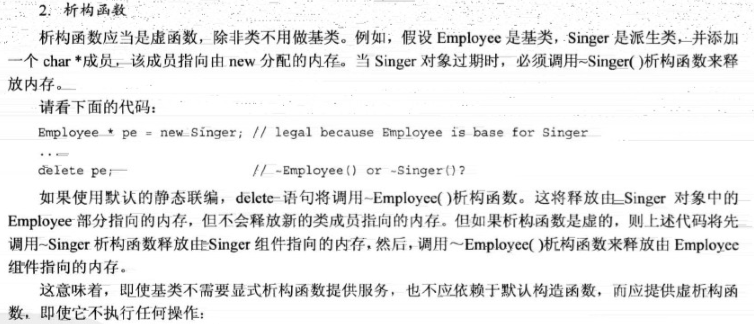 2. 析构函数
析构函数应当是虚函数，除非类不用做基类。例如，假设 Employee 是基类，Singer 是派生类，并添加
一个 char *成员，该成员指向由 new 分配的内存。当 Singer 对象过期时，必须调用~Singer( )析构函数来释
放内存。
请看下面的代码：
Employee * pe = new Singer; // legal because Employee is base for Singer
...
delete pe; // ~Employee() or ~Singer()?
如果使用默认的静态联编，delete 语句将调用~Employee( )析构函数。这将释放由 Singer 对象中的
Employee 部分指向的内存，但不会释放新的类成员指向的内存。但如果析构函数是虚的，则上述代码将先
调用~Singer 析构函数释放由 Singer 组件指向的内存，然后，调用～Employee( )析构函数来释放由 Employee
组件指向的内存。
这意味着，即使基类不需要显式析构函数提供服务，也不应依赖于默认构造函数，而应提供虚析构函
数，即使它不执行任何操作：